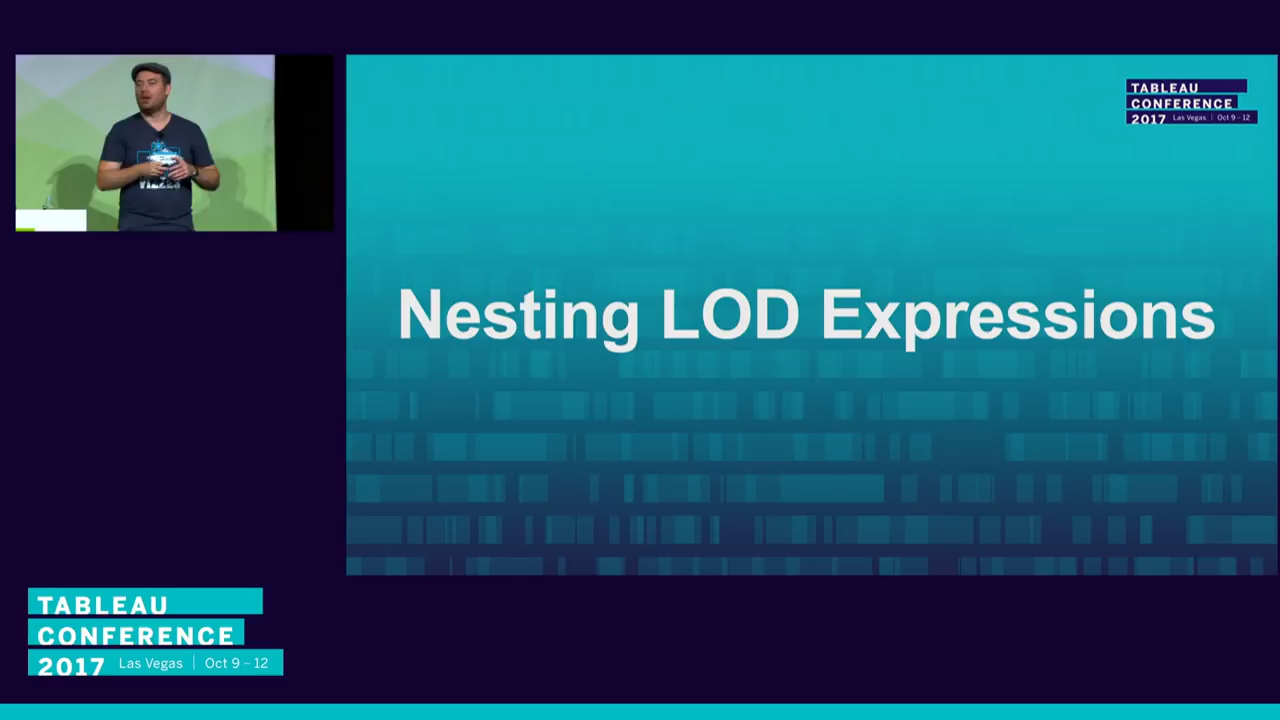 TABLEAU
CONFERENCE
2017 Las Vegas | Oct 9 – 12
Nesting LOD Expressions
TABLEAU
CONFERENCE
2017 Las Vegas | Oct 9 – 12